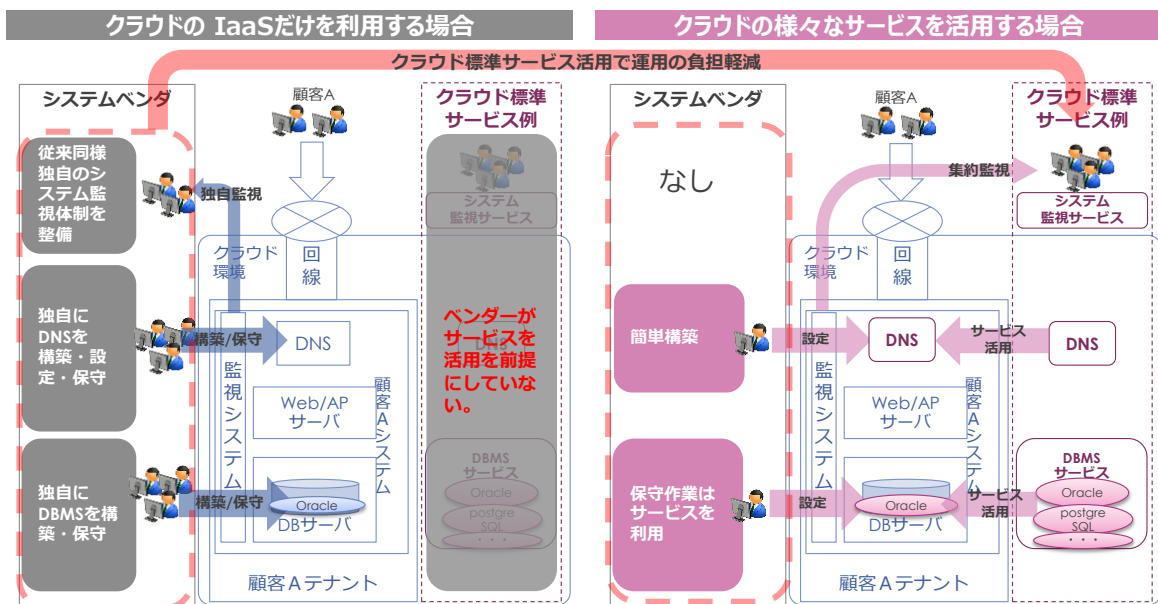 クラウドの IaaSだけを利用する場合
クラウドの様々なサービスを活用する場合
クラウド標準サービス活用で運用の負担軽減
システムベンダ
顧客A
クラウド標準
サービス例
従来同様
独自のシ
ステム監
視体制を
整備
独自監視
システム
監視サービス
クラウド
環境
回
線
独自に
DNSを
構築・設
定・保守
構築/保守
DNS
ベンダーが
サービスを
活用を前提
にしていな
い。
DNS
監視システム
Web/AP
サーバ
顧客Aシステム
独自に
DBMSを構
築・保守
構築/保守
Oracle
DBサーバ
DBMS
サービス
Oracle
postgre
SQL
・・・
顧客Aテナント
システムベンダ
顧客A
クラウド標準
サービス例
なし
集約監視
システム
監視サービス
クラウド
環境
回
線
簡単構築
設定
DNS
サービス
活用
DNS
監視システム
Web/AP
サーバ
顧客Aシステム
保守作業は
サービスを
利用
設定
Oracle
DBサーバ
サービス
活用
DBMS
サービス
Oracle
postgre
SQL
・・・
顧客Aテナント